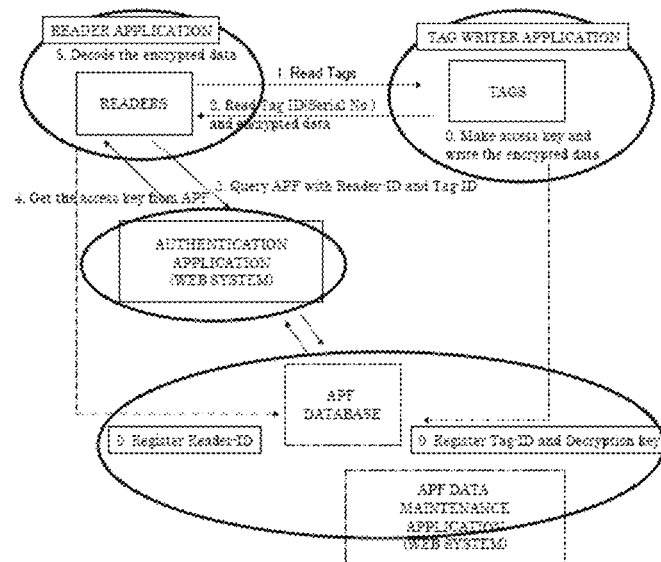 READER APPLICATION
5. Decode the encrypted data
READERS
TAG WRITER APPLICATION
TAGS
0. Make access key and
write the encrypted data
1. Read Tags
2. Read Tag ID(Serial No.)
and encrypted data
3. Query APF with Reader ID and Tag ID
4. Get the access key from APF
AUTHENTICATION
APPLICATION
(WEB SYSTEM)
APF
DATABASE
0. Register Reader-ID
0. Register Tag-ID and Decryption key
APF DATA
MAINTENANCE
APPLICATION
(WEB SYSTEM)